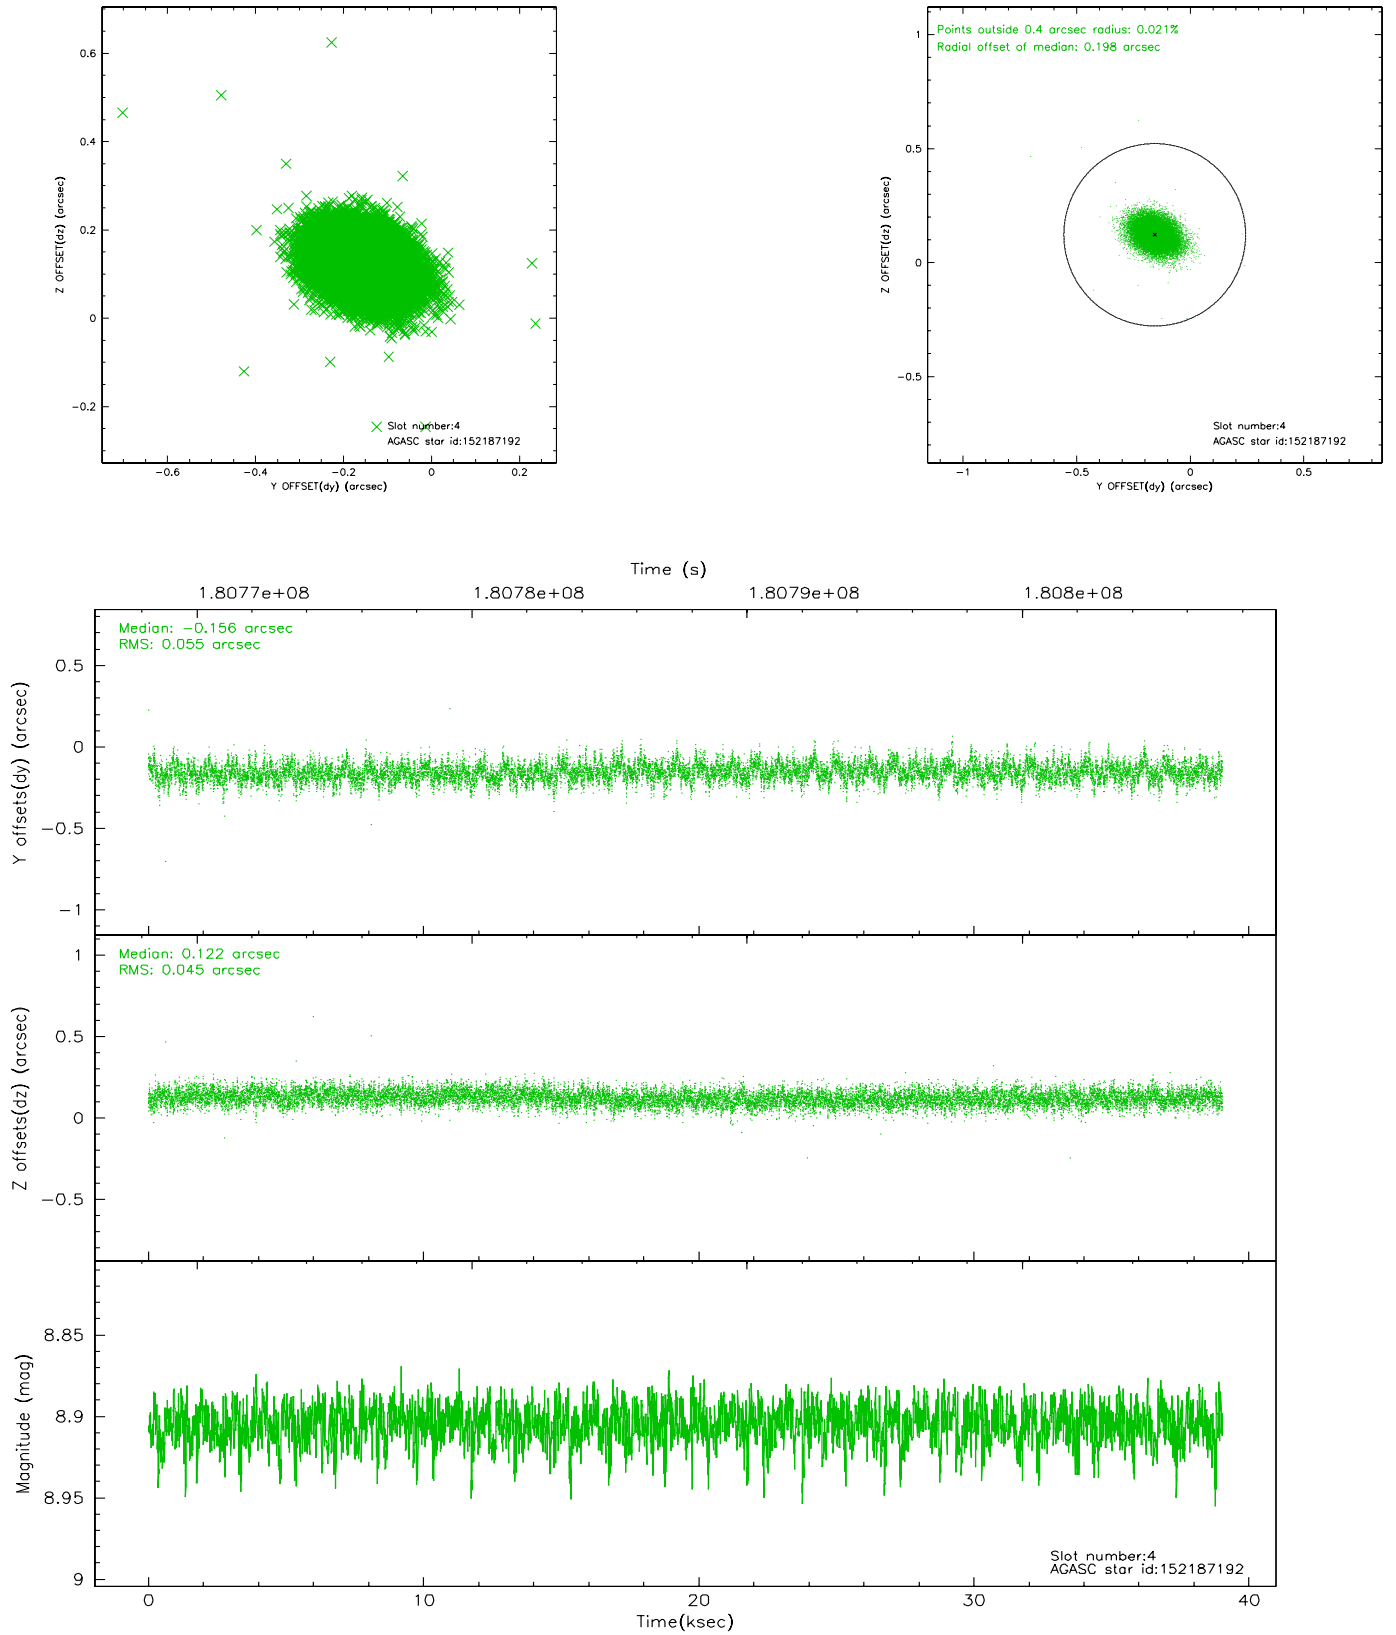 0.6
0.4
0.2
0
−0.2
Z OFFSET(dz) (arcsec)
Slot number:4
AGASC star id:152187192
−0.6 −0.4 −0.2 0 0.2
Y OFFSET(dy) (arcsec)
Points outside 0.4 arcsec radius: 0.021%
Radial offset of median: 0.198 arcsec
1
0.5
0
−0.5
Z OFFSET(dz) (arcsec)
Slot number:4
AGASC star id:152187192
−1 −0.5 0 0.5
Y OFFSET(dy) (arcsec)
Time (s)
1.8077e+08 1.8078e+08 1.8079e+08 1.808e+08
Median: −0.156 arcsec
RMS: 0.055 arcsec
0.5
0
−0.5
−1
Y offsets(dy) (arcsec)
Median: 0.122 arcsec
RMS: 0.045 arcsec
1
0.5
0
−0.5
Z offsets(dz) (arcsec)
8.85
8.9
8.95
9
Magnitude (mag)
Slot number:4
AGASC star id:152187192
0 10 20 30 40
Time(ksec)